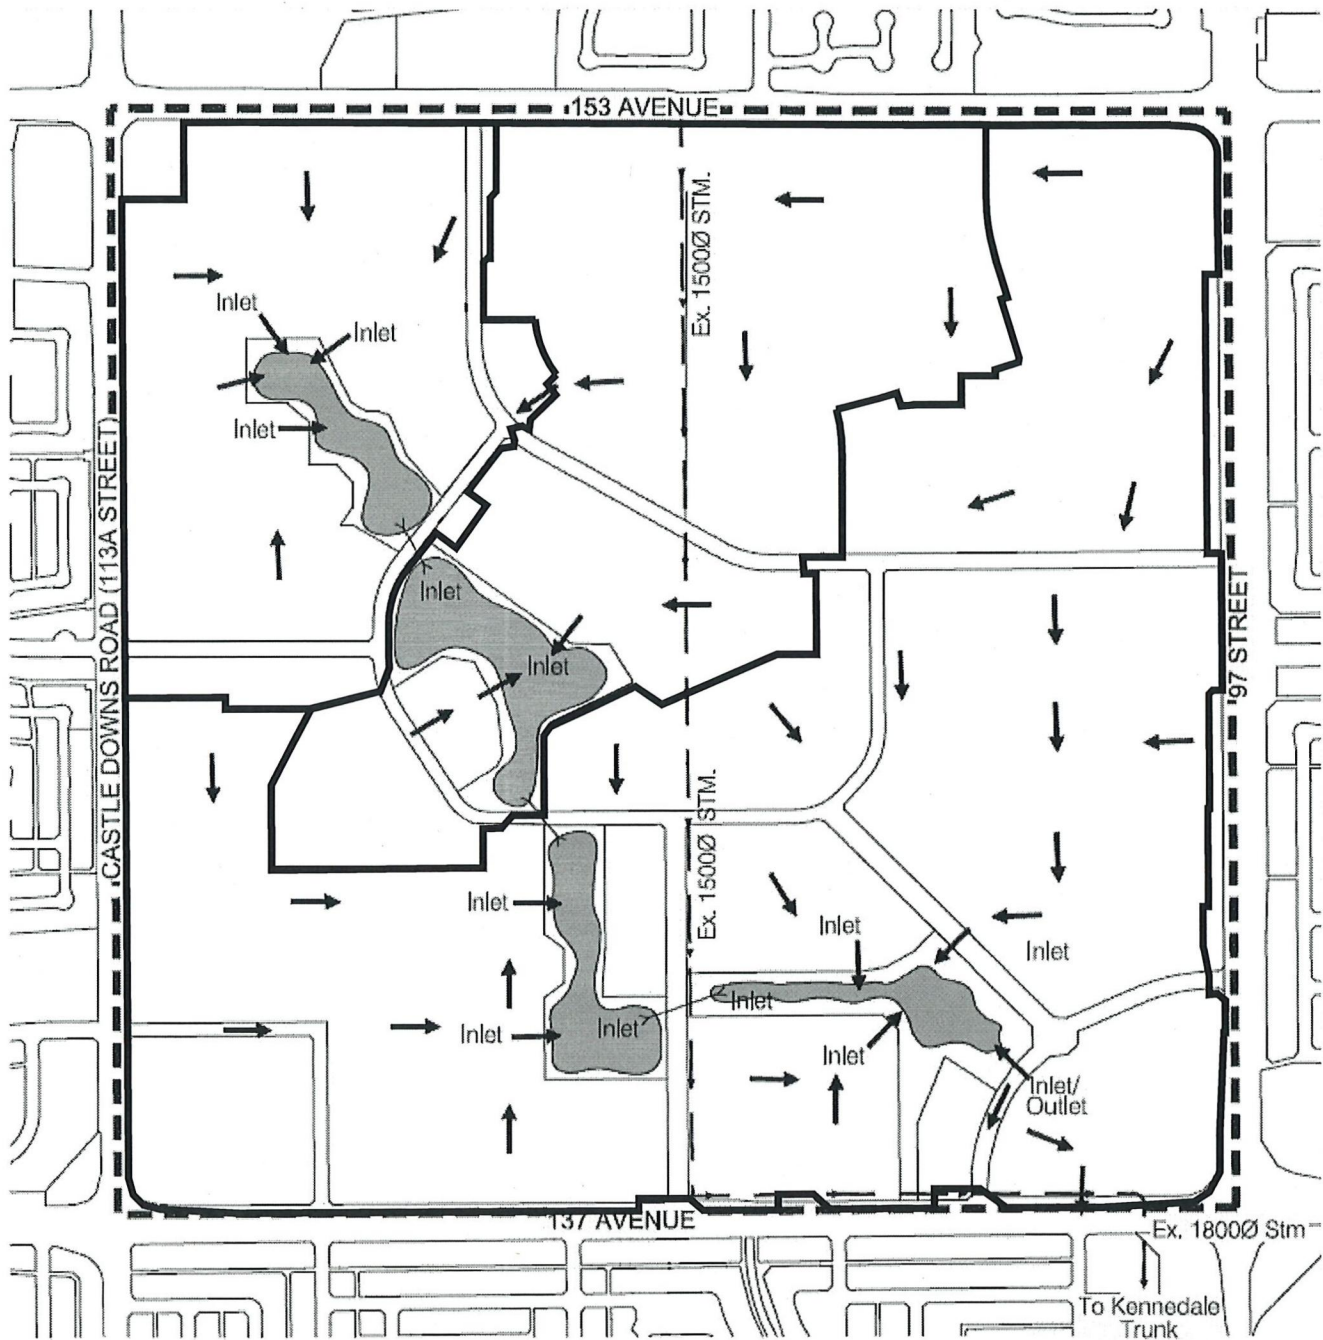 153 AVENUE
Ex. 1500Ø STM.
Inlet
Inlet
Inlet
CASTLE DOWNS ROAD (113A STREET)
Inlet
Inlet
97 STREET
Ex. 1500Ø STM.
Inlet
Inlet
Inlet
Inlet
Inlet
Inlet
Inlet
Inlet/
Outlet
137 AVENUE
Ex. 1800Ø Stm
To Kennedale
Trunk